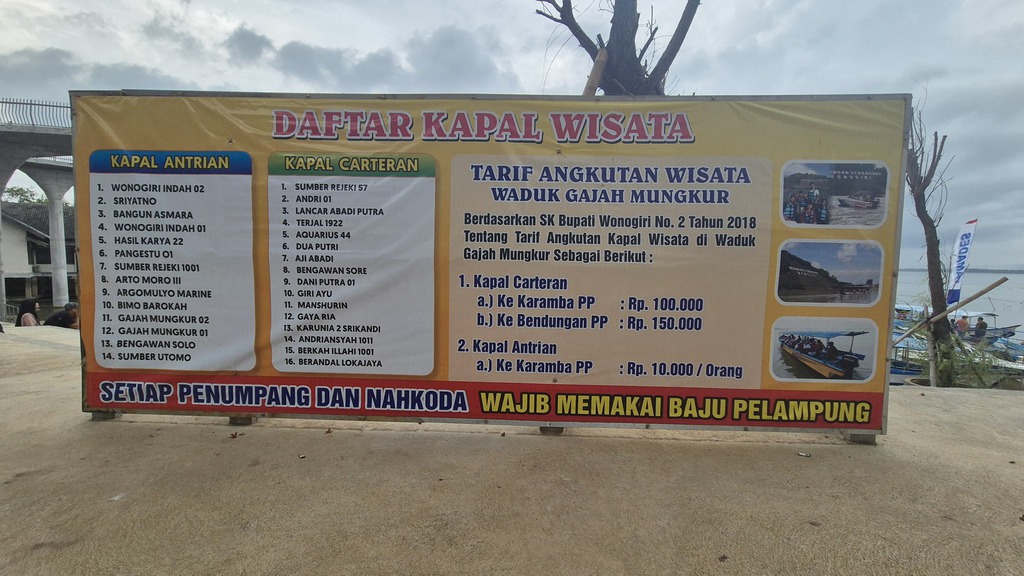 DAFTAR KAPAL WISATA
KAPAL ANTRIAN
1. WONOGIRI INDAH 02
2. SRIYATNO
3. BANGUN ASMARA
4. WONOGIRI INDAH 01
5. HASIL KARYA 22
6. PANGESTU 01
7. SUMBER REJEKI 1001
8. ARTO MORO III
9. ARGOMULYO MARINE
10. BIMO BAROKAH
11. GAJAH MUNGKUR 02
12. GAJAH MUNGKUR 01
13. BENGAWAN SOLO
14. SUMBER UTOMO
KAPAL CARTERAN
1. SUMBER REJEKI 57
2. ANDRI 01
3. LANCAR ABADI PUTRA
4. TERJAL 1922
5. AQUARIUS 44
6. DUA PUTRI
7. AJI ABADI
8. BENGAWAN SORE
9. DANI PUTRA 01
10. GIRI AYU
11. MANSHURIN
12. GAYA RIA
13. KARUNIA 2 SRIKANDI
14. ANDRIANSYAH 1011
15. BERKAH ILLAHI 1001
16. BERANDAL LOKAJAYA
TARIF ANGKUTAN WISATA
WADUK GAJAH MUNGKUR
Berdasarkan SK Bupati Wonogiri No. 2 Tahun 2018
Tentang Tarif Angkutan Kapal Wisata di Waduk
Gajah Mungkur Sebagai Berikut :
1. Kapal Carteran
a.) Ke Karamba PP : Rp. 100.000
b.) Ke Bendungan PP : Rp. 150.000
2. Kapal Antrian
a.) Ke Karamba PP : Rp. 10.000 / Orang
SETIAP PENUMPANG DAN NAHKODA WAJIB MEMAKAI BAJU PELAMPUNG